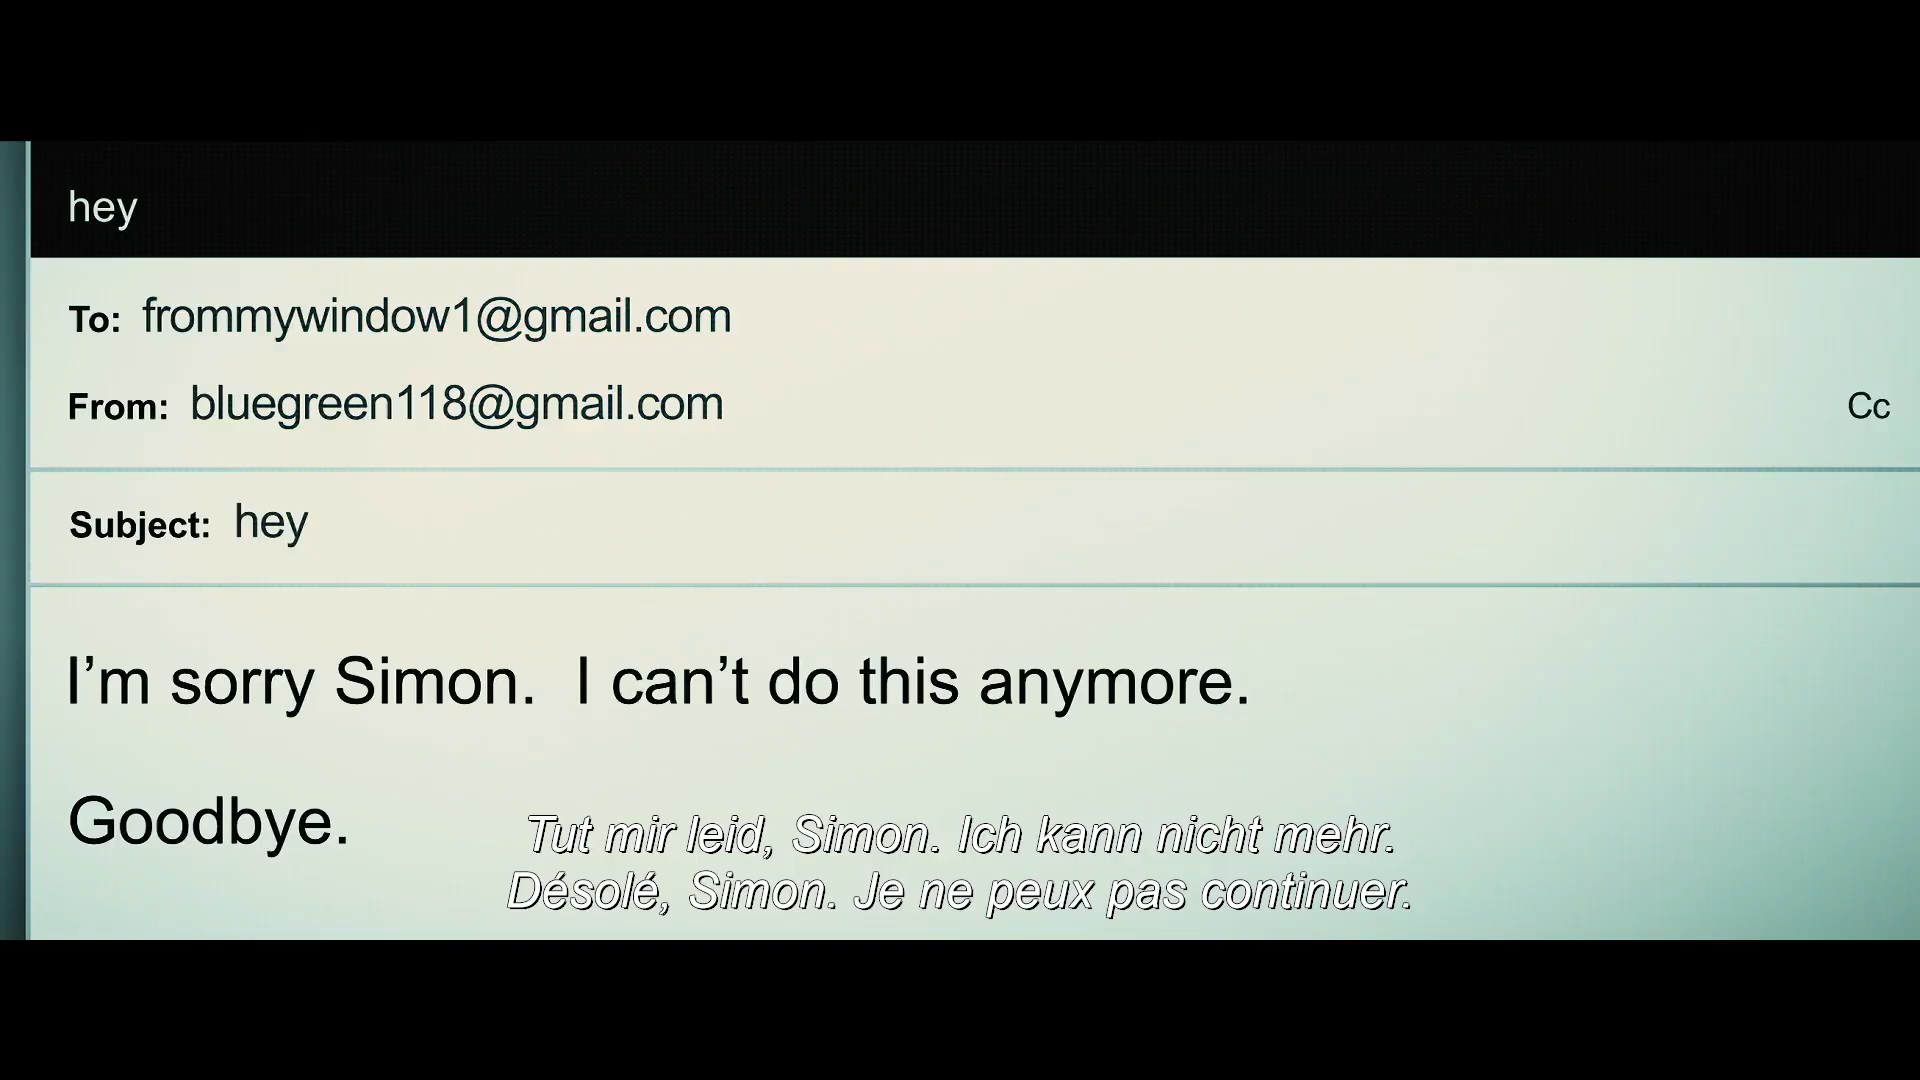 hey
To: frommywindow1@gmail.com
From: bluegreen118@gmail.com Cc
Subject: hey
I’m sorry Simon.  I can’t do this anymore.
Goodbye.
Tut mir leid, Simon. Ich kann nicht mehr.
Désolé, Simon. Je ne peux pas continuer.